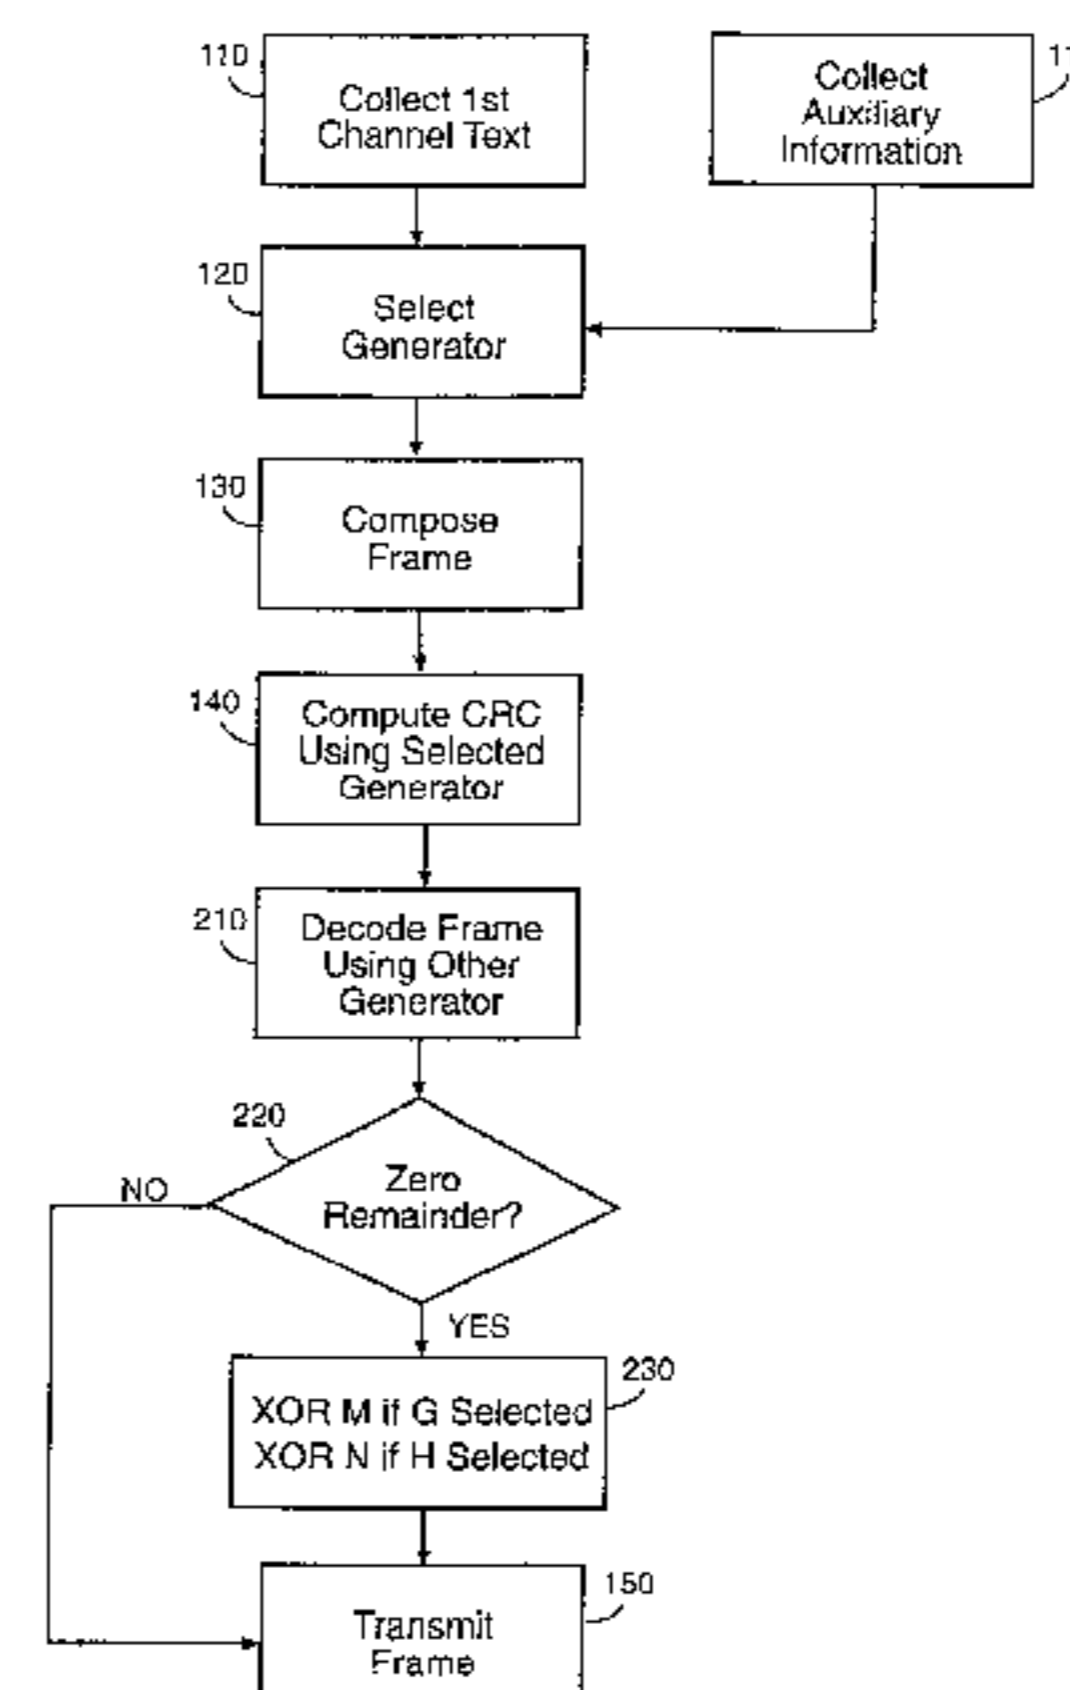 110
Collect 1st
Channel Text
Collect
Auxiliary
Information
120
Select
Generator
130
Compose
Frame
140
Compute CRC
Using Selected
Generator
210
Decode Frame
Using Other
Generator
220
Zero
Remainder?
NO
YES
230
XOR M if G Selected
XOR N if H Selected
150
Transmit
Frame